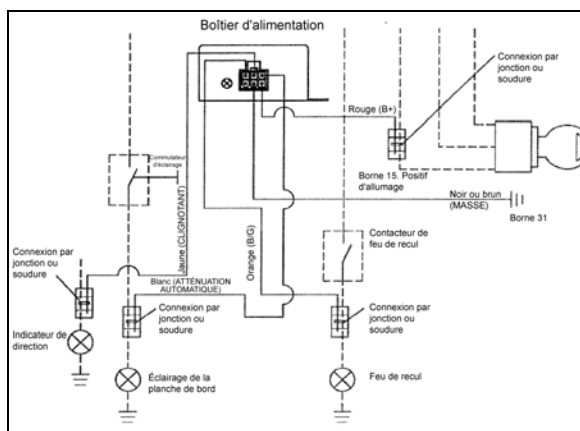 Boîtier d'alimentation
Connexion par
jonction ou
soudure
Rouge (B+)
Commutateur
d'éclairage
Borne 15. Positif
d'allumage
Noir ou brun
(MASSE)
Borne 31
Jaune (CLIGNOTANT)
Orange (B/G)
Contacteur de
feu de recul
Connexion par
jonction ou
soudure
Blanc (ATTÉNUATION
AUTOMATIQUE)
Connexion par
jonction ou
soudure
Connexion par
jonction ou
soudure
Indicateur de
direction
Éclairage de la
planche de bord
Feu de recul